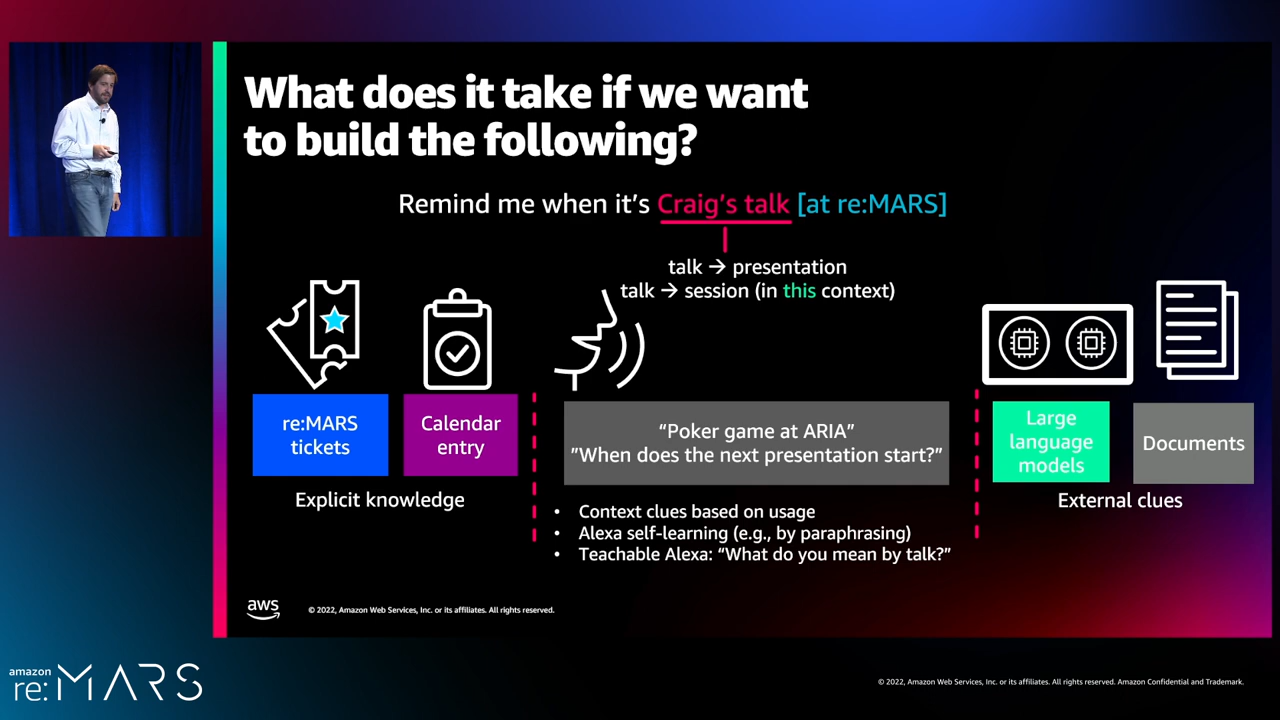 What does it take if we want
to build the following?
Remind me when it's Craig's talk [at re:MARS]
talk → presentation
talk → session (in this context)
re:MARS
tickets
Calendar
entry
Explicit knowledge
“Poker game at ARIA”
”When does the next presentation start?”
• Context clues based on usage
• Alexa self-learning (e.g., by paraphrasing)
• Teachable Alexa: “What do you mean by talk?”
Large
language
models
Documents
External clues
aws
© 2022, Amazon Web Services, Inc. or its affiliates. All rights reserved.
amazon
re:MARS
© 2022, Amazon Web Services, Inc. or its affiliates. All rights reserved. Amazon Confidential and Trademark.